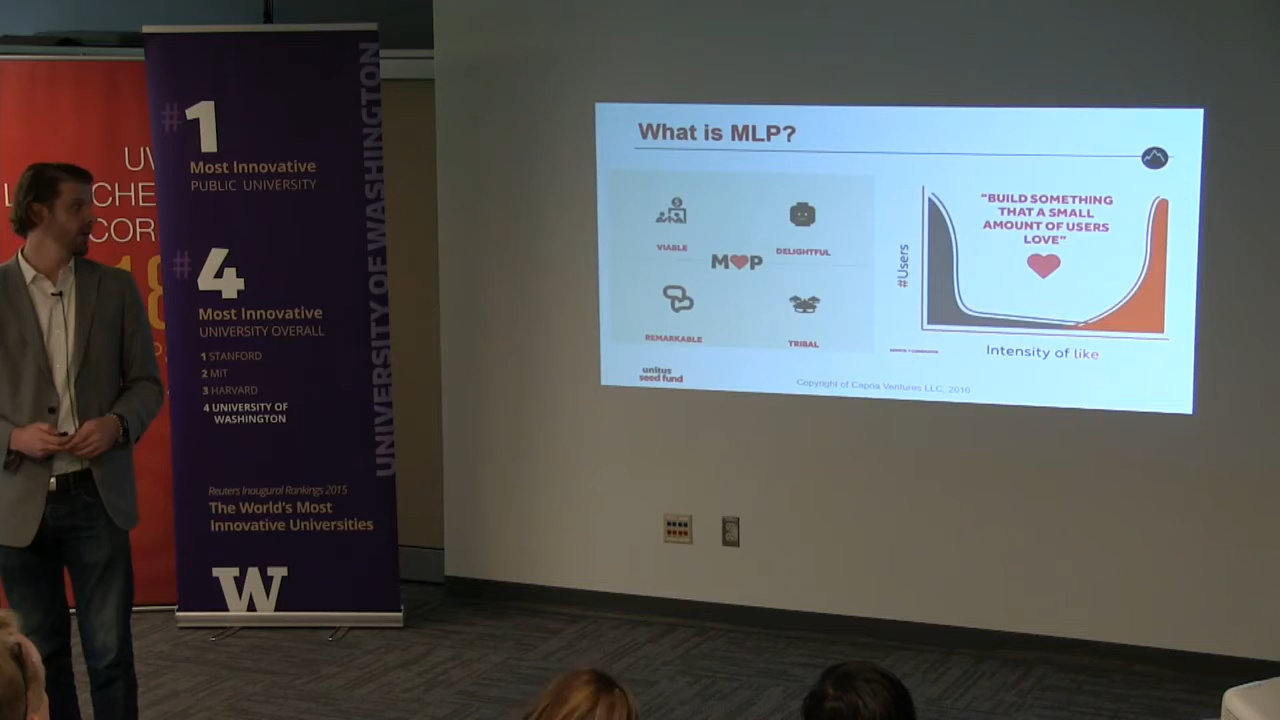 UW
CORE
18
#1
Most Innovative
PUBLIC UNIVERSITY
#4
Most Innovative
UNIVERSITY OVERALL
1 STANFORD
2 MIT
3 HARVARD
4 UNIVERSITY OF
WASHINGTON
Reuters Inaugural Rankings 2015
The World's Most
Innovative Universities
W
UNIVERSITY OF WASHINGTON
What is MLP?
VIABLE
DELIGHTFUL
M❤P
REMARKABLE
TRIBAL
unitus
seed fund
#Users
"BUILD SOMETHING
THAT A SMALL
AMOUNT OF USERS
LOVE"
Intensity of like
Copyright of Capria Ventures LLC, 2016